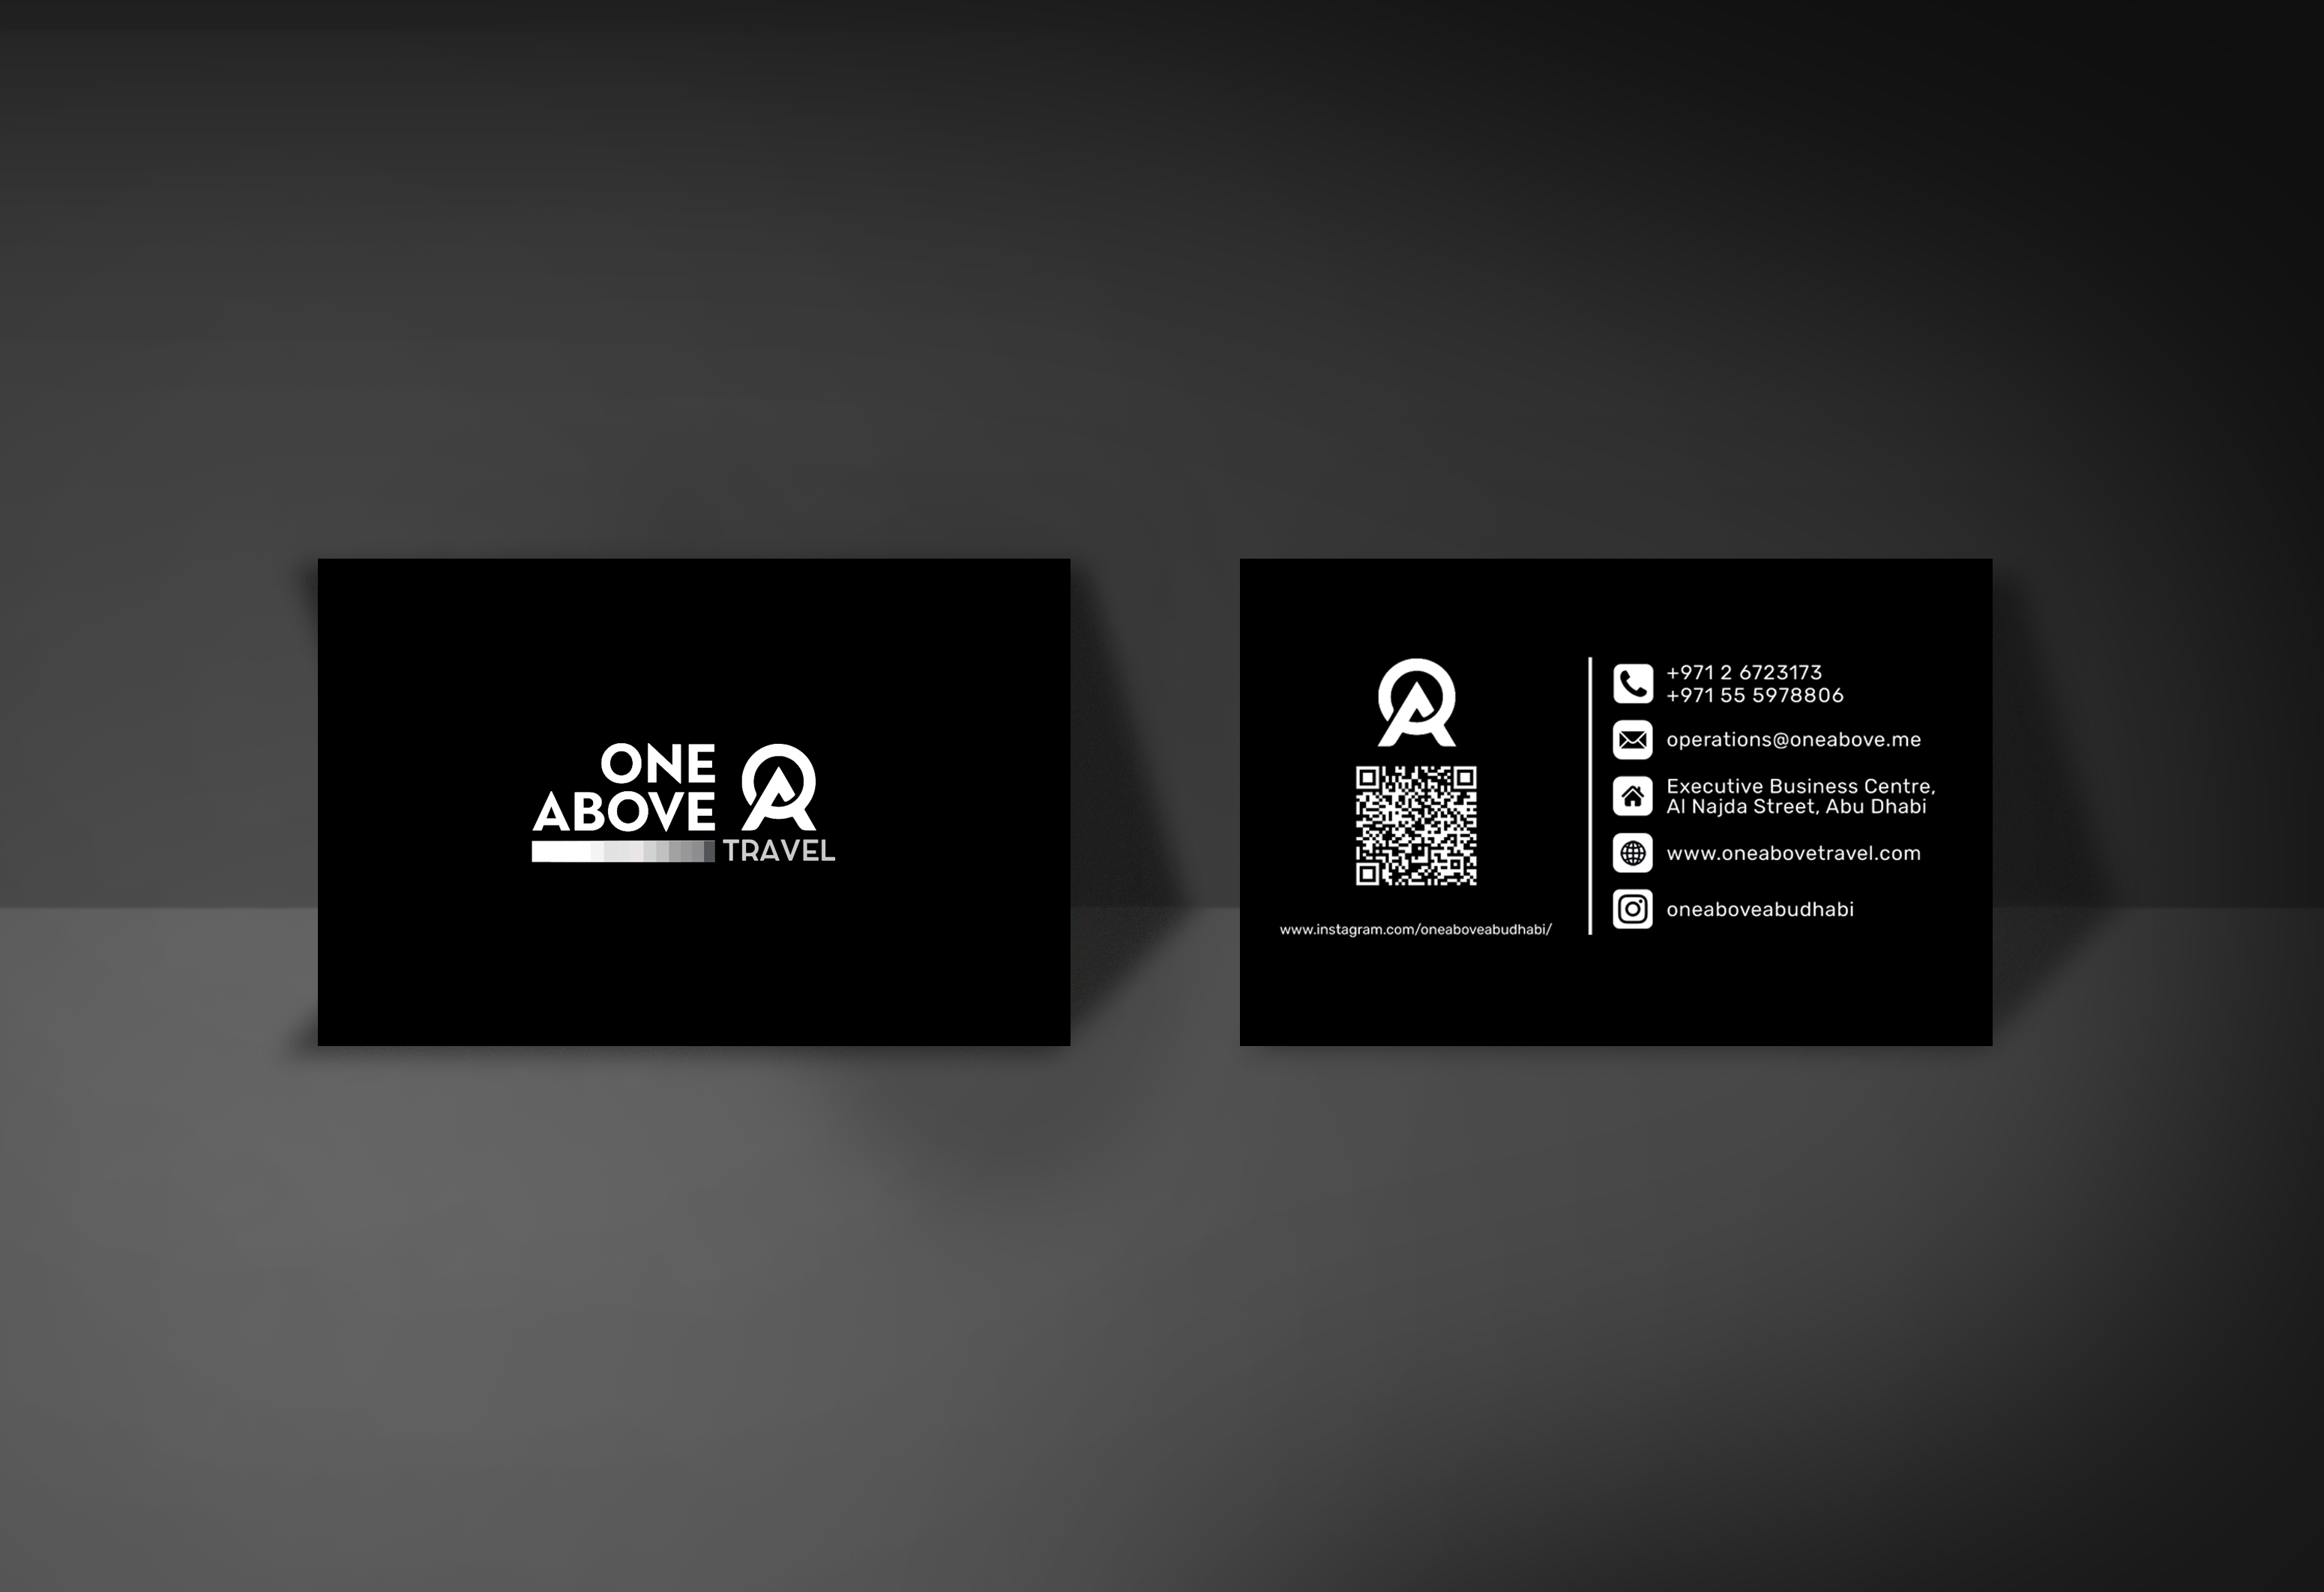 ONE
ABOVE
TRAVEL
+971 2 6723173
+971 55 5978806
operations@oneabove.me
Executive Business Centre,
Al Najda Street, Abu Dhabi
www.oneabovetravel.com
oneaboveabudhabi
www.instagram.com/oneaboveabudhabi/